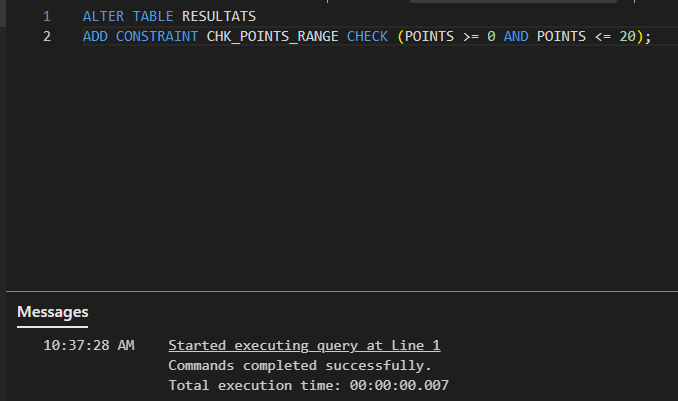 1 ALTER TABLE RESULTATS
2 ADD CONSTRAINT CHK_POINTS_RANGE CHECK (POINTS >= 0 AND POINTS <= 20);
Messages
10:37:28 AM Started executing query at Line 1
Commands completed successfully.
Total execution time: 00:00:00.007